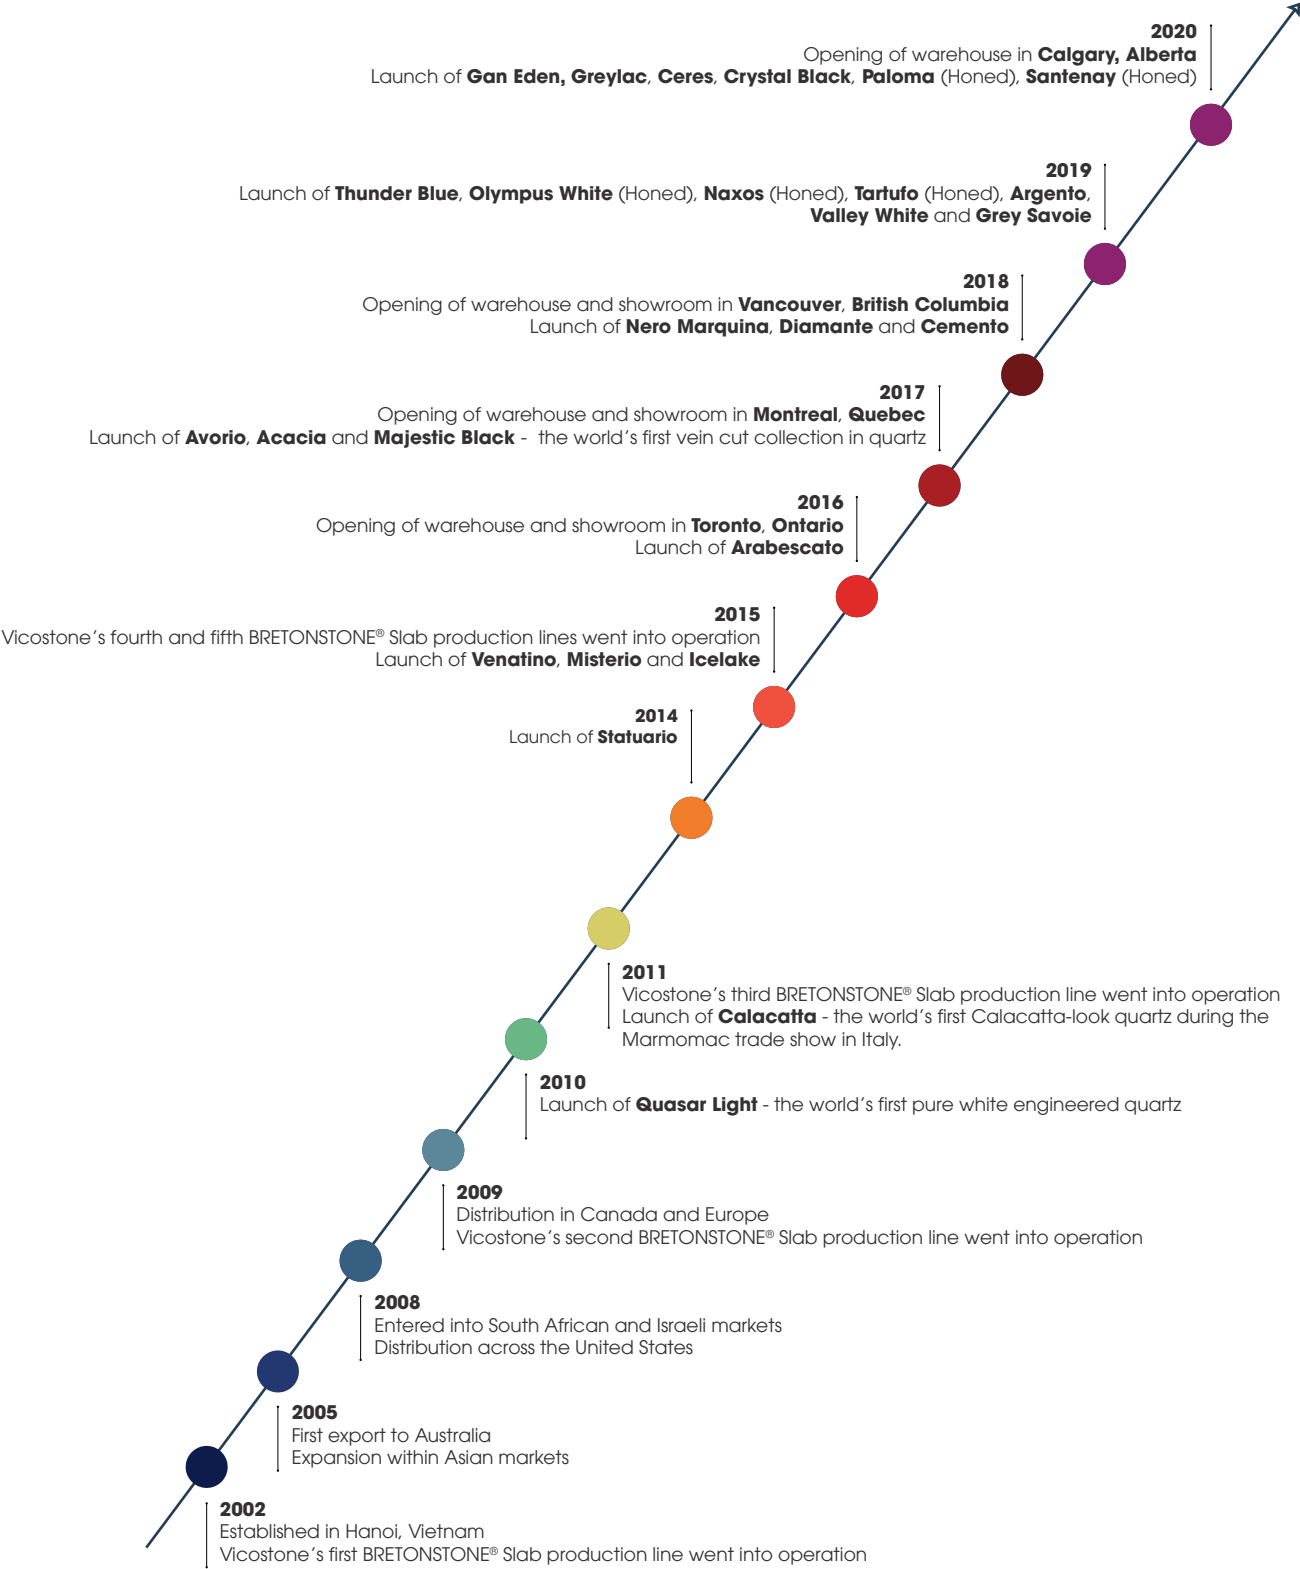 2020
Opening of warehouse in Calgary, Alberta
Launch of Gan Eden, Greylac, Ceres, Crystal Black, Paloma (Honed), Santenay (Honed)
2019
Launch of Thunder Blue, Olympus White (Honed), Naxos (Honed), Tartufo (Honed), Argento,
Valley White and Grey Savoie
2018
Opening of warehouse and showroom in Vancouver, British Columbia
Launch of Nero Marquina, Diamante and Cemento
2017
Opening of warehouse and showroom in Montreal, Quebec
Launch of Avorio, Acacia and Majestic Black - the world's first vein cut collection in quartz
2016
Opening of warehouse and showroom in Toronto, Ontario
Launch of Arabescato
2015
Vicostone's fourth and fifth BRETONSTONE® Slab production lines went into operation
Launch of Venatino, Misterio and Icelake
2014
Launch of Statuario
2011
Vicostone's third BRETONSTONE® Slab production line went into operation
Launch of Calacatta - the world's first Calacatta-look quartz during the
Marmomac trade show in Italy.
2010
Launch of Quasar Light - the world's first pure white engineered quartz
2009
Distribution in Canada and Europe
Vicostone's second BRETONSTONE® Slab production line went into operation
2008
Entered into South African and Israeli markets
Distribution across the United States
2005
First export to Australia
Expansion within Asian markets
2002
Established in Hanoi, Vietnam
Vicostone's first BRETONSTONE® Slab production line went into operation